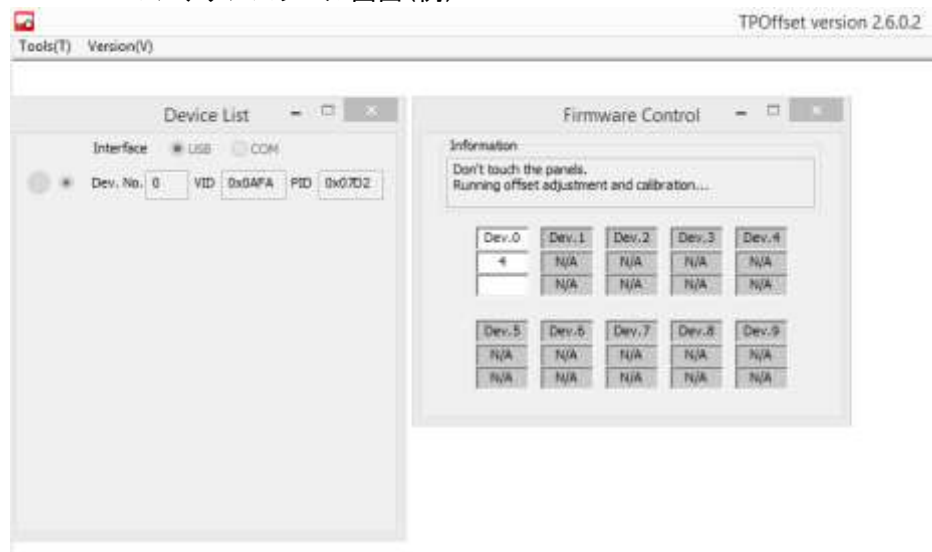 TPOffset version 2.6.0.2
Tools(T) Version(V)
Device List
Interface USB COM
Dev. No. 0 VID 0x0AFA PID 0x07D2
Firmware Control
Information
Don't touch the panels.
Running offset adjustment and calibration...
Dev.0 Dev.1 Dev.2 Dev.3 Dev.4
4 N/A N/A N/A N/A
N/A N/A N/A N/A
Dev.5 Dev.6 Dev.7 Dev.8 Dev.9
N/A N/A N/A N/A N/A
N/A N/A N/A N/A N/A